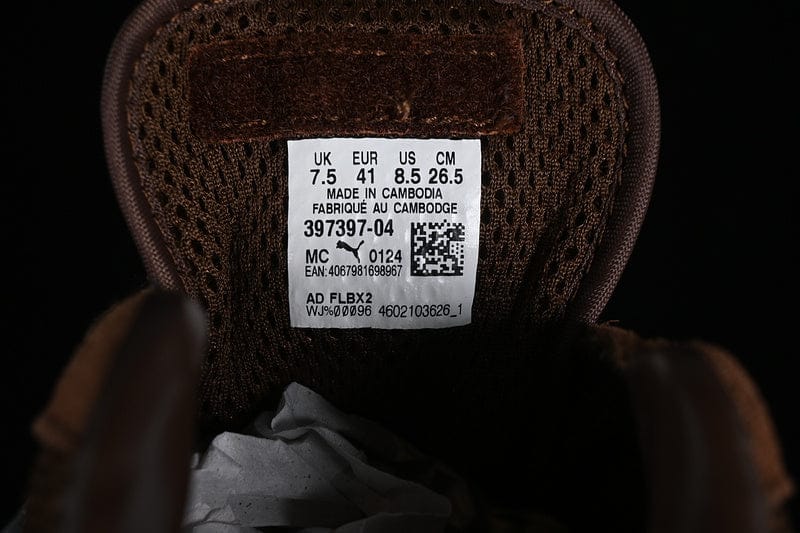 UK EUR US CM
7.5 41 8.5 26.5
MADE IN CAMBODIA
FABRIQUÉ AU CAMBODGE
397397-04
MC 0124
EAN:4067981698967
AD FLBX2
WJ%00096 4602103626_1